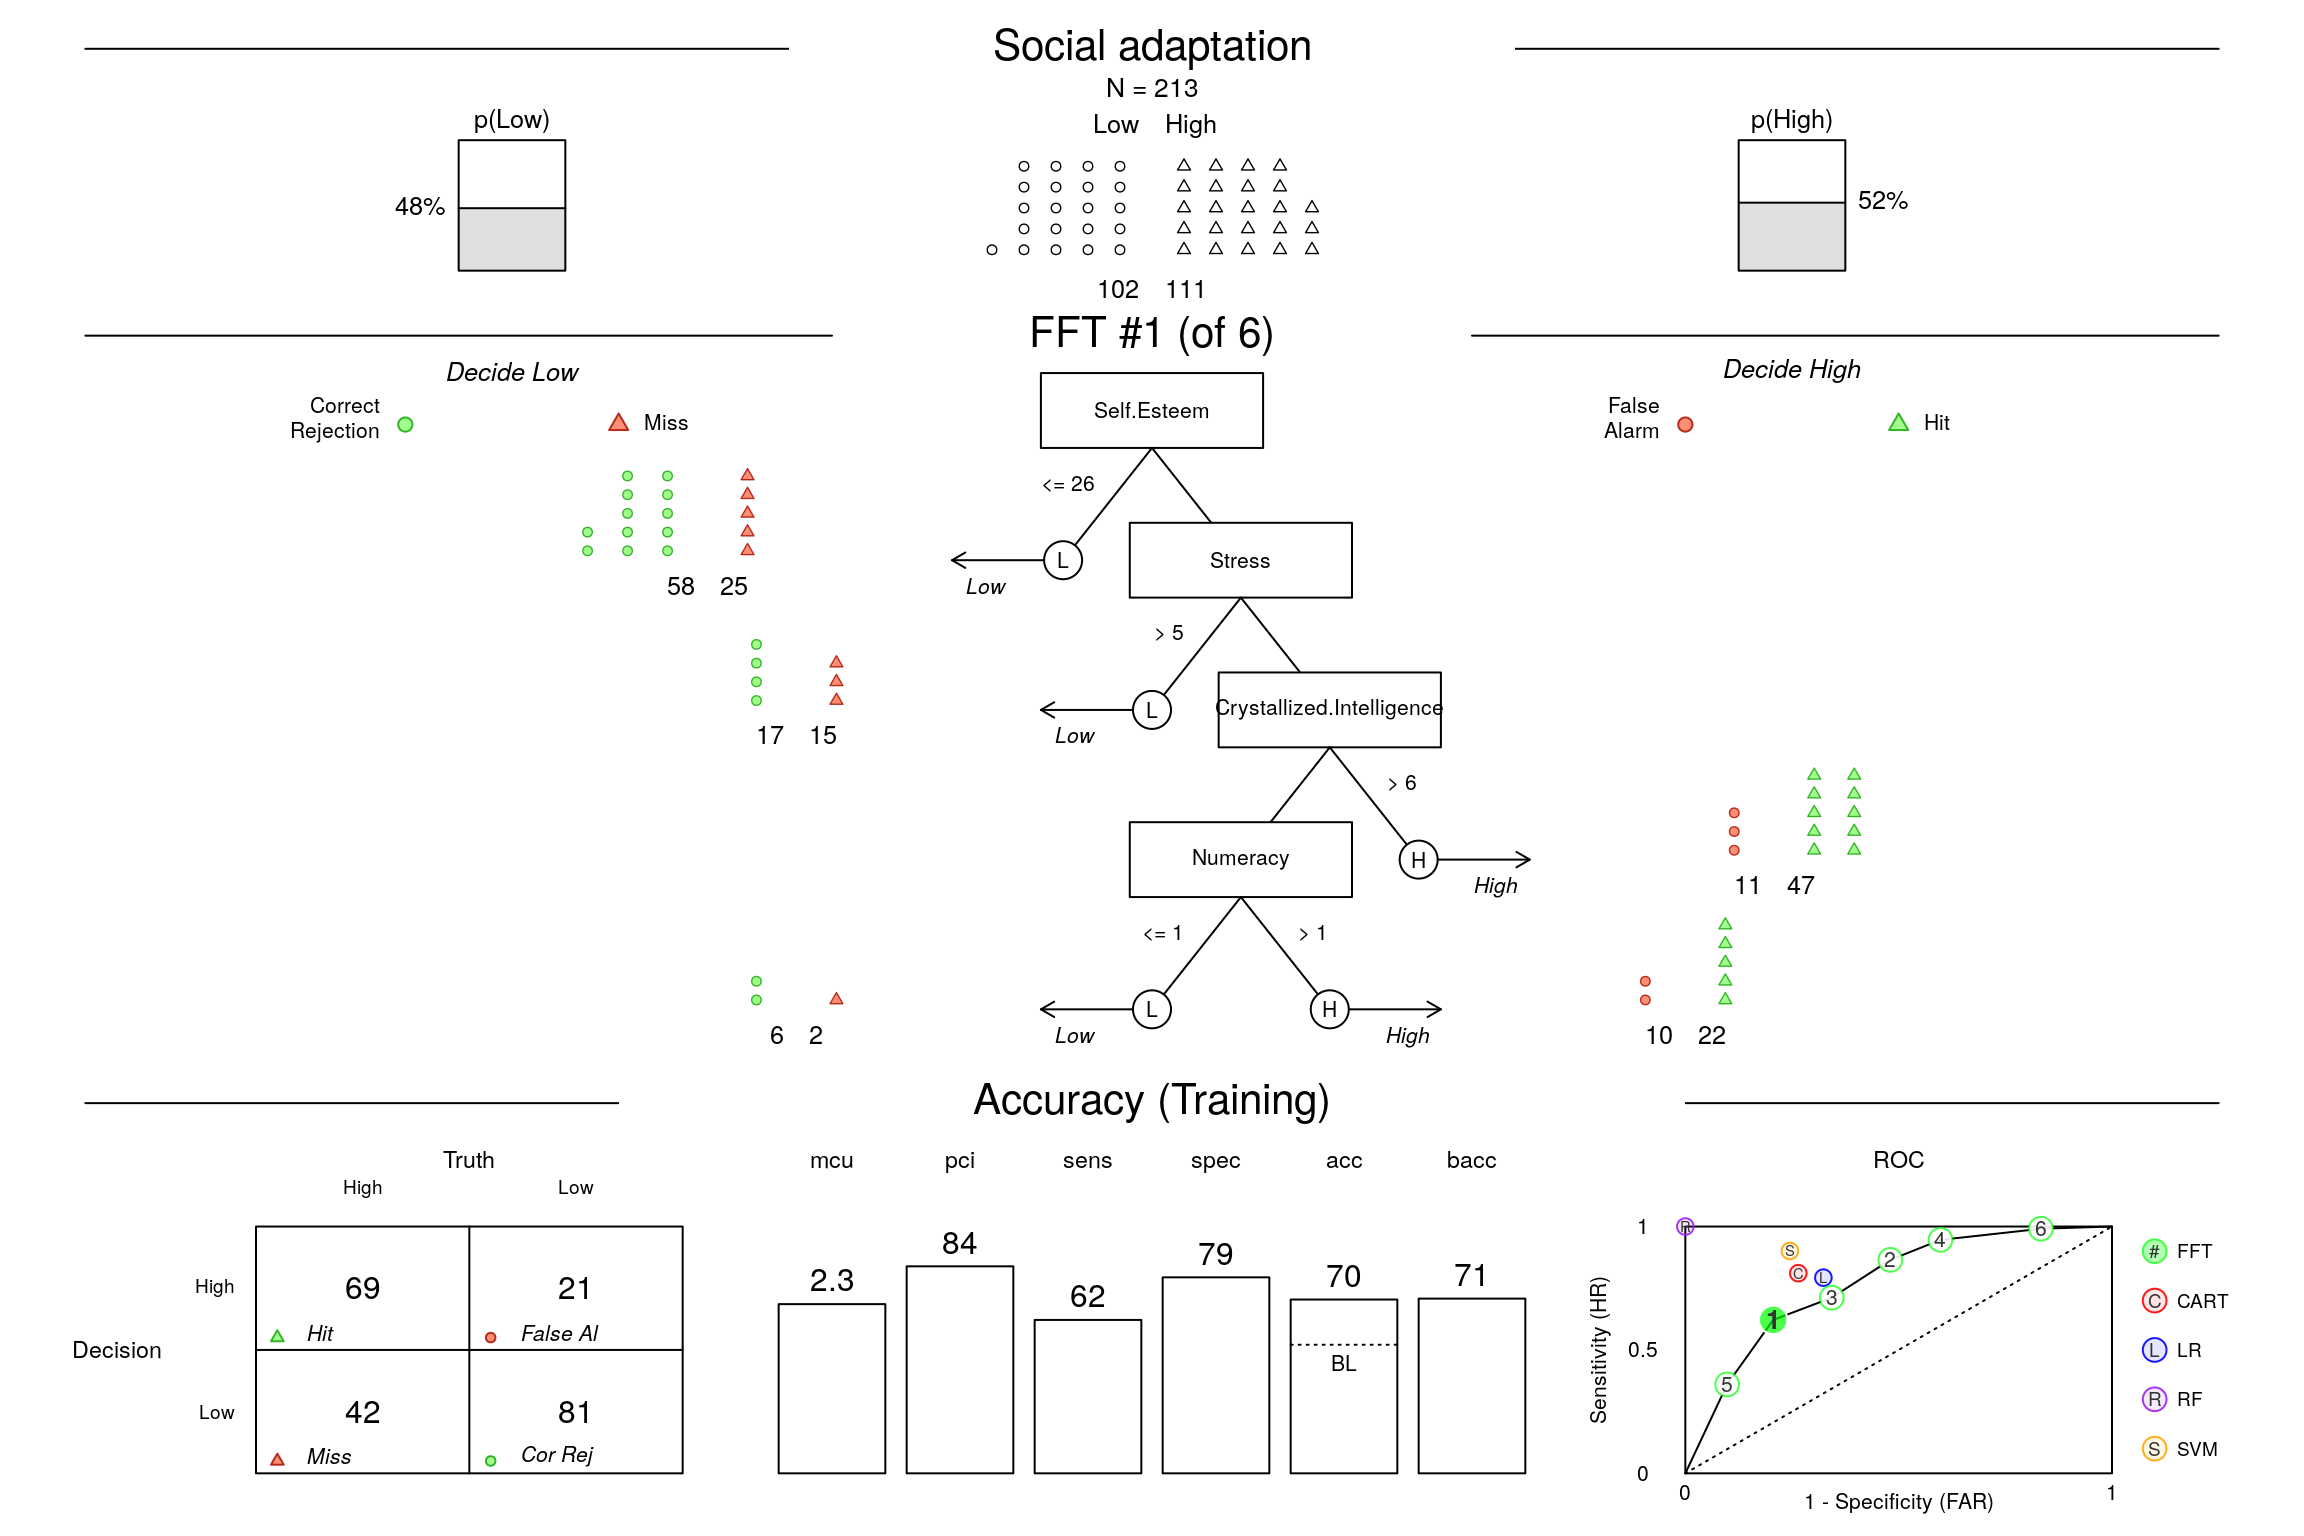 Social adaptation
N = 213
Low High
p(Low)
48%
p(High)
52%
102 111
FFT #1 (of 6)
Decide Low
Correct
Rejection
Miss
Decide High
False
Alarm
Hit
Self.Esteem
<= 26
L
Low
58 25
Stress
> 5
L
Low
17 15
Crystallized.Intelligence
> 6
H
High
11 47
Numeracy
<= 1
> 1
L
Low
H
High
6 2
10 22
Accuracy (Training)
Truth
High
Low
Decision
High
69
Hit
21
False Al
Low
42
Miss
81
Cor Rej
mcu pci sens spec acc bacc
2.3 84 62 79 70 71
BL
ROC
Sensitivity (HR)
1
0.5
0
0
1
1 - Specificity (FAR)
R
S
C
L
1
2
3
4
5
6
# FFT
C CART
L LR
R RF
S SVM